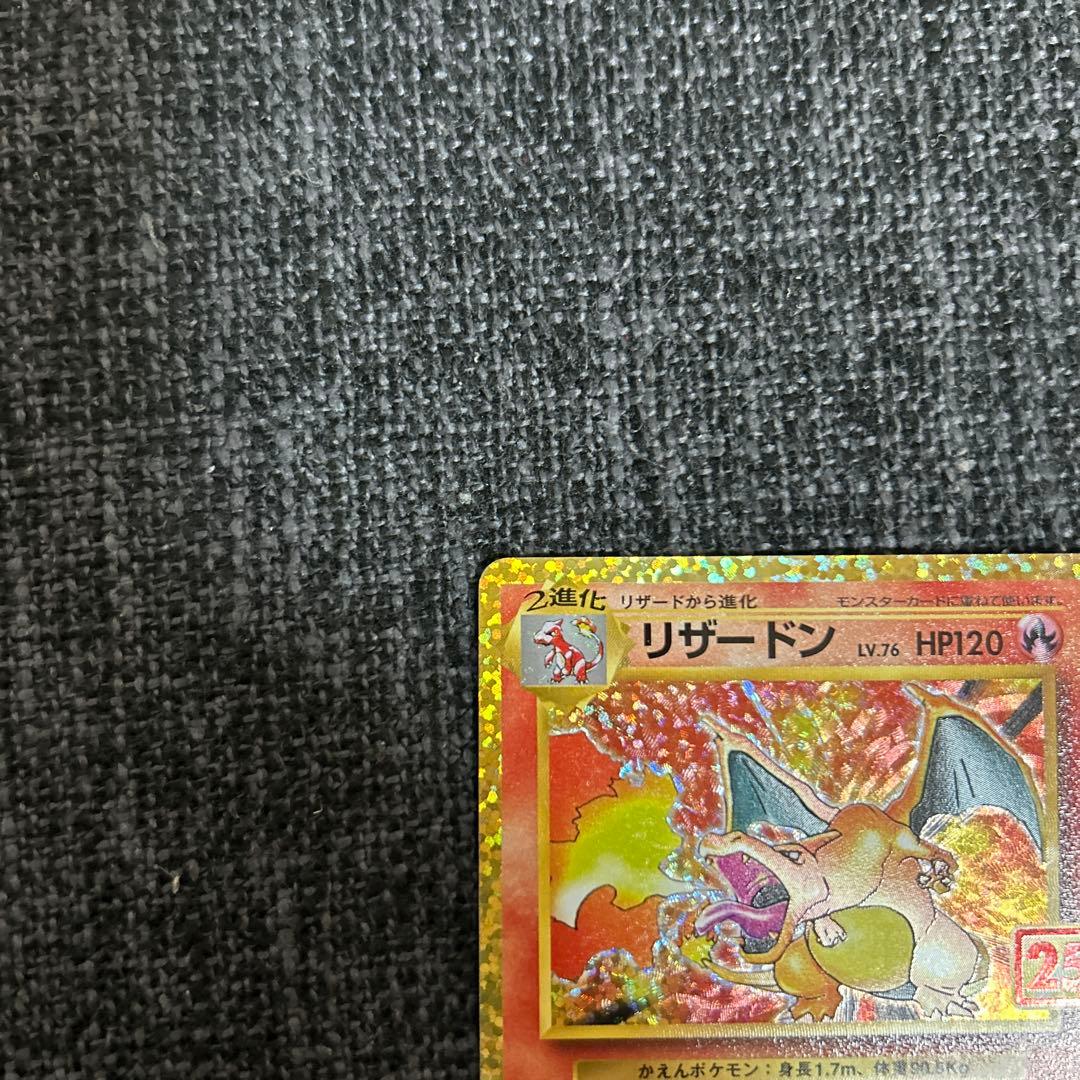 2進化 リザードから進化 モンスターカードに重ねて使います。
リザードン LV.76 HP120
25
かえんポケモン：身長1.7m、体重90.5Kg